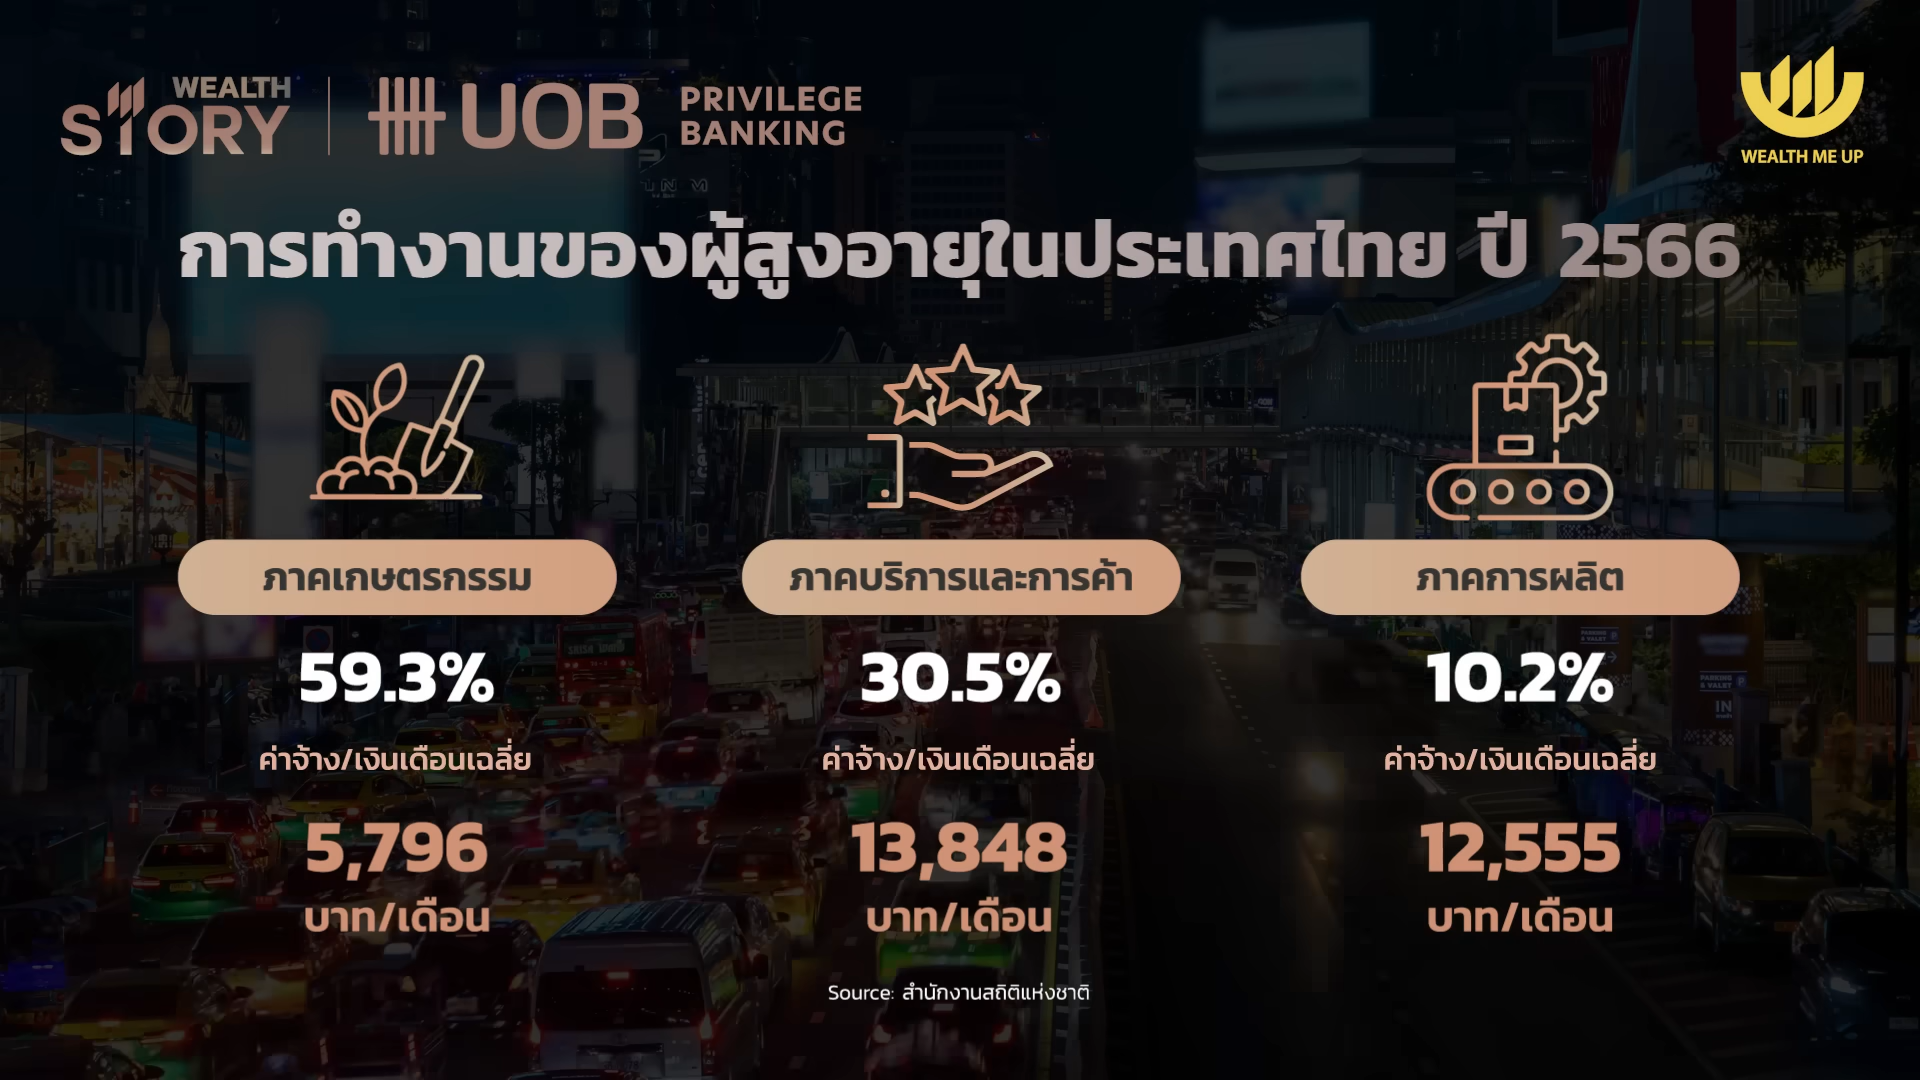 WEALTH
STORY
UOB
PRIVILEGE
BANKING
WEALTH ME UP
การทำงานของผู้สูงอายุในประเทศไทย ปี 2566
ภาคเกษตรกรรม
59.3%
ค่าจ้าง/เงินเดือนเฉลี่ย
5,796
บาท/เดือน
ภาคบริการและการค้า
30.5%
ค่าจ้าง/เงินเดือนเฉลี่ย
13,848
บาท/เดือน
ภาคการผลิต
10.2%
ค่าจ้าง/เงินเดือนเฉลี่ย
12,555
บาท/เดือน
PARKING
& VALET P
IN
Source: สำนักงานสถิติแห่งชาติ